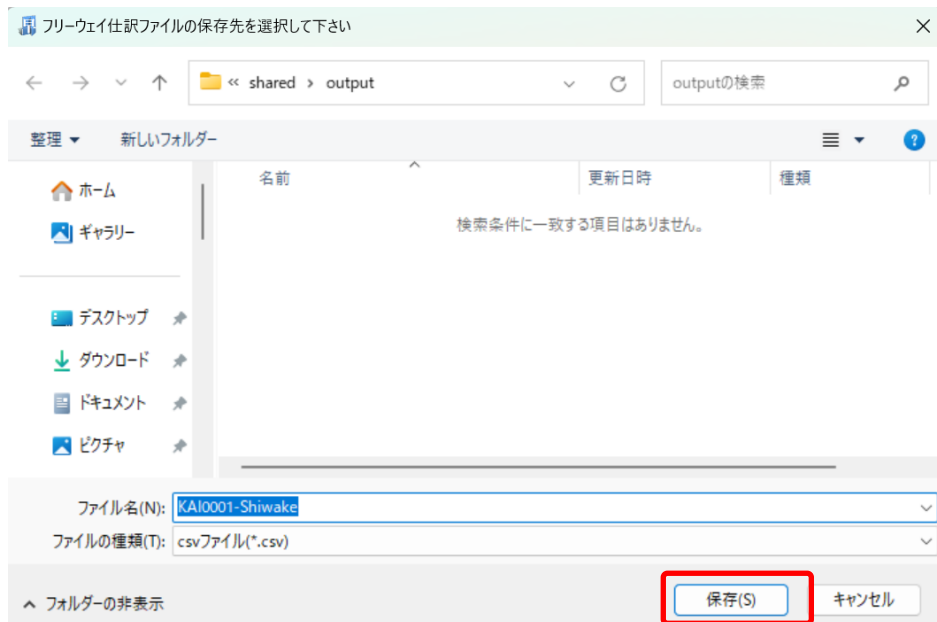 フリーウェイ仕訳ファイルの保存先を選択して下さい
« shared › output
outputの検索
整理
新しいフォルダー
名前
更新日時
種類
検索条件に一致する項目はありません。
ホーム
ギャラリー
デスクトップ
ダウンロード
ドキュメント
ピクチャ
ファイル名(N): KAI0001-Shiwake
ファイルの種類(T): csvファイル(*.csv)
フォルダーの非表示
保存(S)
キャンセル